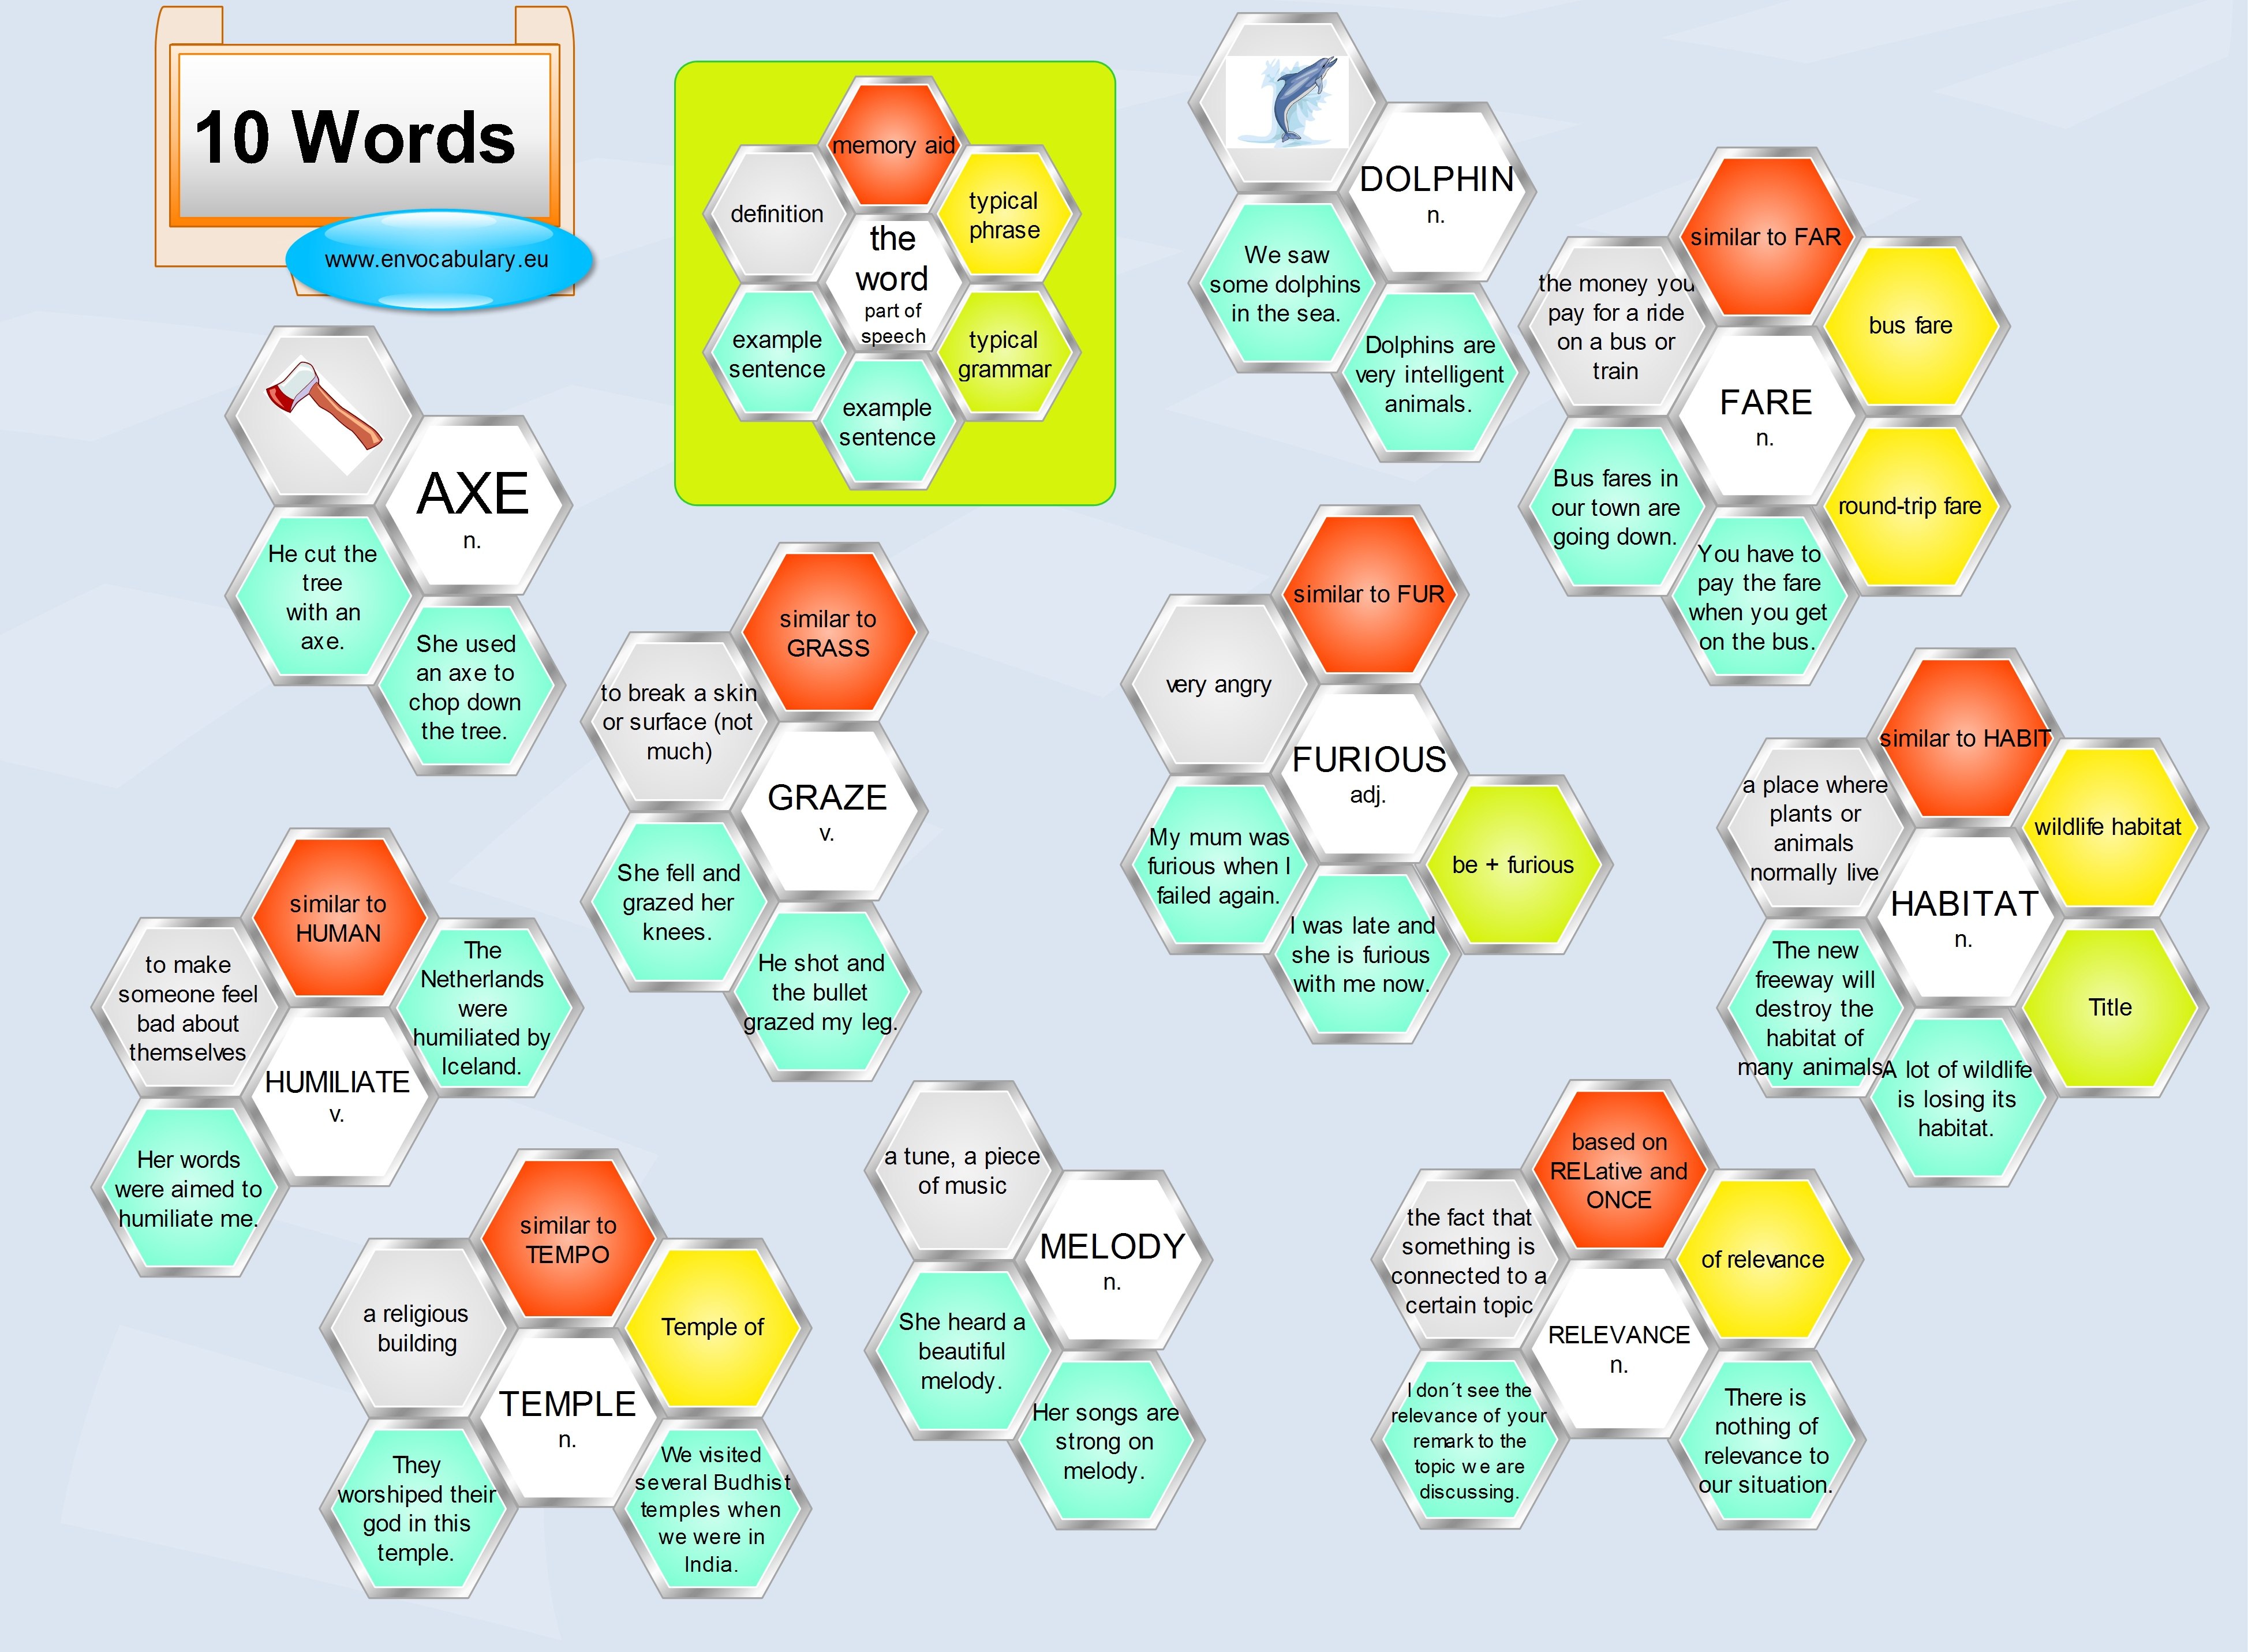 10 Words
www.envocabulary.eu
memory aid
definition
typical
phrase
the
word
part of
speech
example
sentence
typical
grammar
example
sentence
DOLPHIN
n.
We saw
some dolphins
in the sea.
Dolphins are
very intelligent
animals.
similar to FAR
the money you
pay for a ride
on a bus or
train
bus fare
FARE
n.
Bus fares in
our town are
going down.
round-trip fare
You have to
pay the fare
when you get
on the bus.
AXE
n.
He cut the
tree
with an
axe.
She used
an axe to
chop down
the tree.
similar to
GRASS
to break a skin
or surface (not
much)
GRAZE
v.
She fell and
grazed her
knees.
He shot and
the bullet
grazed my leg.
similar to FUR
very angry
FURIOUS
adj.
My mum was
furious when I
failed again.
be + furious
I was late and
she is furious
with me now.
similar to HABIT
a place where
plants or
animals
normally live
wildlife habitat
HABITAT
n.
The new
freeway will
destroy the
habitat of
many animals.
Title
A lot of wildlife
is losing its
habitat.
similar to
HUMAN
to make
someone feel
bad about
themselves
The
Netherlands
were
humiliated by
Iceland.
HUMILIATE
v.
Her words
were aimed to
humiliate me.
similar to
TEMPO
a religious
building
Temple of
TEMPLE
n.
They
worshiped their
god in this
temple.
We visited
several Budhist
temples when
we were in
India.
a tune, a piece
of music
MELODY
n.
She heard a
beautiful
melody.
Her songs are
strong on
melody.
based on
RELative and
ONCE
the fact that
something is
connected to a
certain topic
of relevance
RELEVANCE
n.
I don´t see the
relevance of your
remark to the
topic we are
discussing.
There is
nothing of
relevance to
our situation.